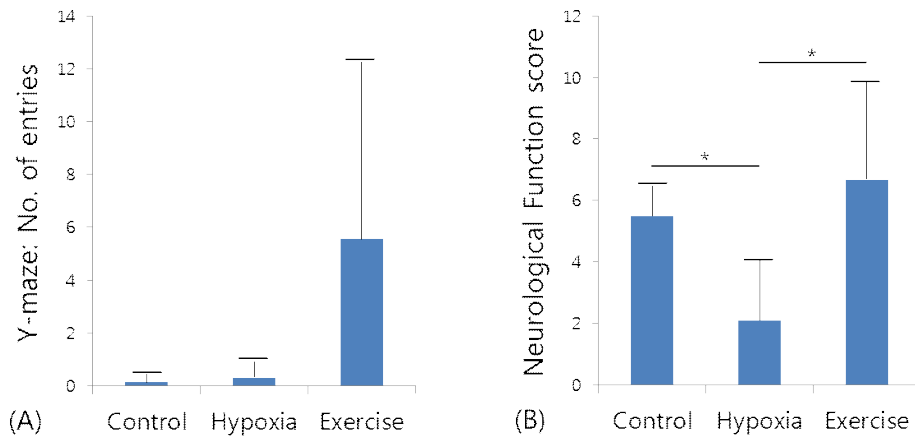 Y-maze: No. of entries
14
12
10
8
6
4
2
0
Control Hypoxia Exercise
(A)
Neurological Function score
12
10
8
6
4
2
0
*
*
Control Hypoxia Exercise
(B)